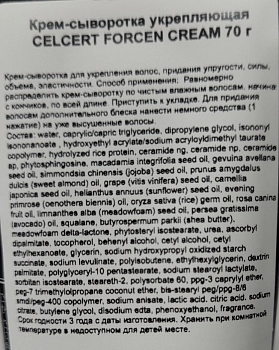 Крем-сыворотка укрепляющая
CELCERT FORCEN CREAM 70 г
Крем-сыворотка для укрепления волос, придания упругости, силы,
объема, эластичности. Способ применения: Равномерно
распределить крем-сыворотку по чистым влажным волосам, начиная
с кончиков, по всей длине. Приступить к укладке. Для придания
волосам дополнительного блеска нанести немного средства (1
нажатие) на уже высушенные волосы.
Состав: water, caprylic/capric triglyceride, dipropylene glycol, isononyl
isononanoate , hydroxyethyl acrylate/sodium acryloyldimethyl taurate
copolymer, hydrolyzed rice protein, ceramide ng, ceramide np, ceramide
ap, phytosphingosine, macadamia integrifolia seed oil, gevuina avellana
seed oil, simmondsia chinensis (jojoba) seed oil, prunus amygdalus
dulcis (sweet almond) oil, grape (vitis vinifera) seed oil, camellia
japonica seed oil, helianthus annuus (sunflower) seed oil, evening
primrose (oenothera biennis) oil, oryza sativa (rice) germ oil, rosa canina
fruit oil, limnanthes alba (meadowfoam) seed oil, persea gratissima
(avocado) oil, squalane, butyrospermum parkii (shea butter),
meadowfoam delta-lactone, phytosteryl isostearate, urea, ascorbyl
dipalmitate, tocopherol, behenyl alcohol, cetyl alcohol, cetyl
ethylhexanoate, glycerin, sodium hydroxypropyl oxidized starch
succinate, sodium levulinate, polyisobutene, ethylhexylglycerin, dextrin
palmitate, polyglyceryl-10 pentastearate, sodium stearoyl lactylate,
sorbitan isostearate, steareth-2, polysorbate 60, ppg-3 caprylyl ether,
peg-7 trimethylolpropane coconut ether, bis-stearyl peg/ppg-8/6
smdi/peg-400 copolymer, sodium anisate, lactic acid, citric acid, sodium
citrate, butylene glycol, disodium edta, phenoxyethanol, fragrance.
Срок годности 3 года с даты изготовления. Хранить при комнатной
температуре в недоступном для детей месте.